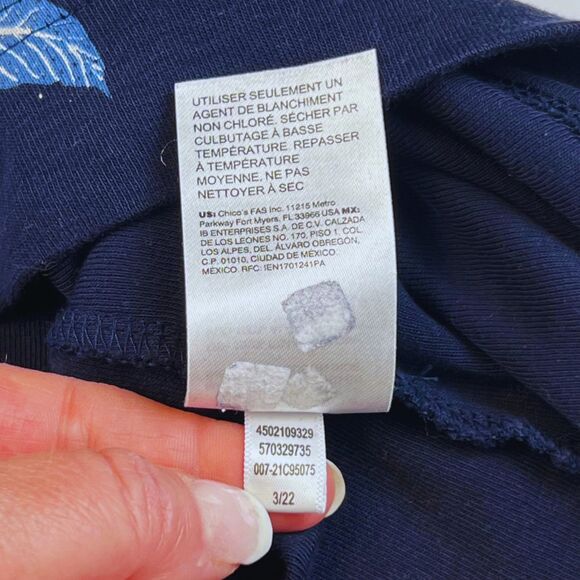 UTILISER SEULEMENT UN
AGENT DE BLANCHIMENT
NON CHLORÉ. SÉCHER PAR
CULBUTAGE À BASSE
TEMPÉRATURE. REPASSER
À TEMPÉRATURE
MOYENNE, NE PAS
NETTOYER À SEC
US: Chico's FAS Inc. 11215 Metro
Parkway Fort Myers, FL 33966 USA MX:
IB ENTERPRISES S.A. DE C.V. CALZADA
DE LOS LEONES NO. 170, PISO 1, COL.
LOS ALPES, DEL. ÁLVARO OBREGÓN,
C.P. 01010, CIUDAD DE MÉXICO,
MÉXICO. RFC: IEN1701241PA
4502109329
570329735
007-21C95075
3/22